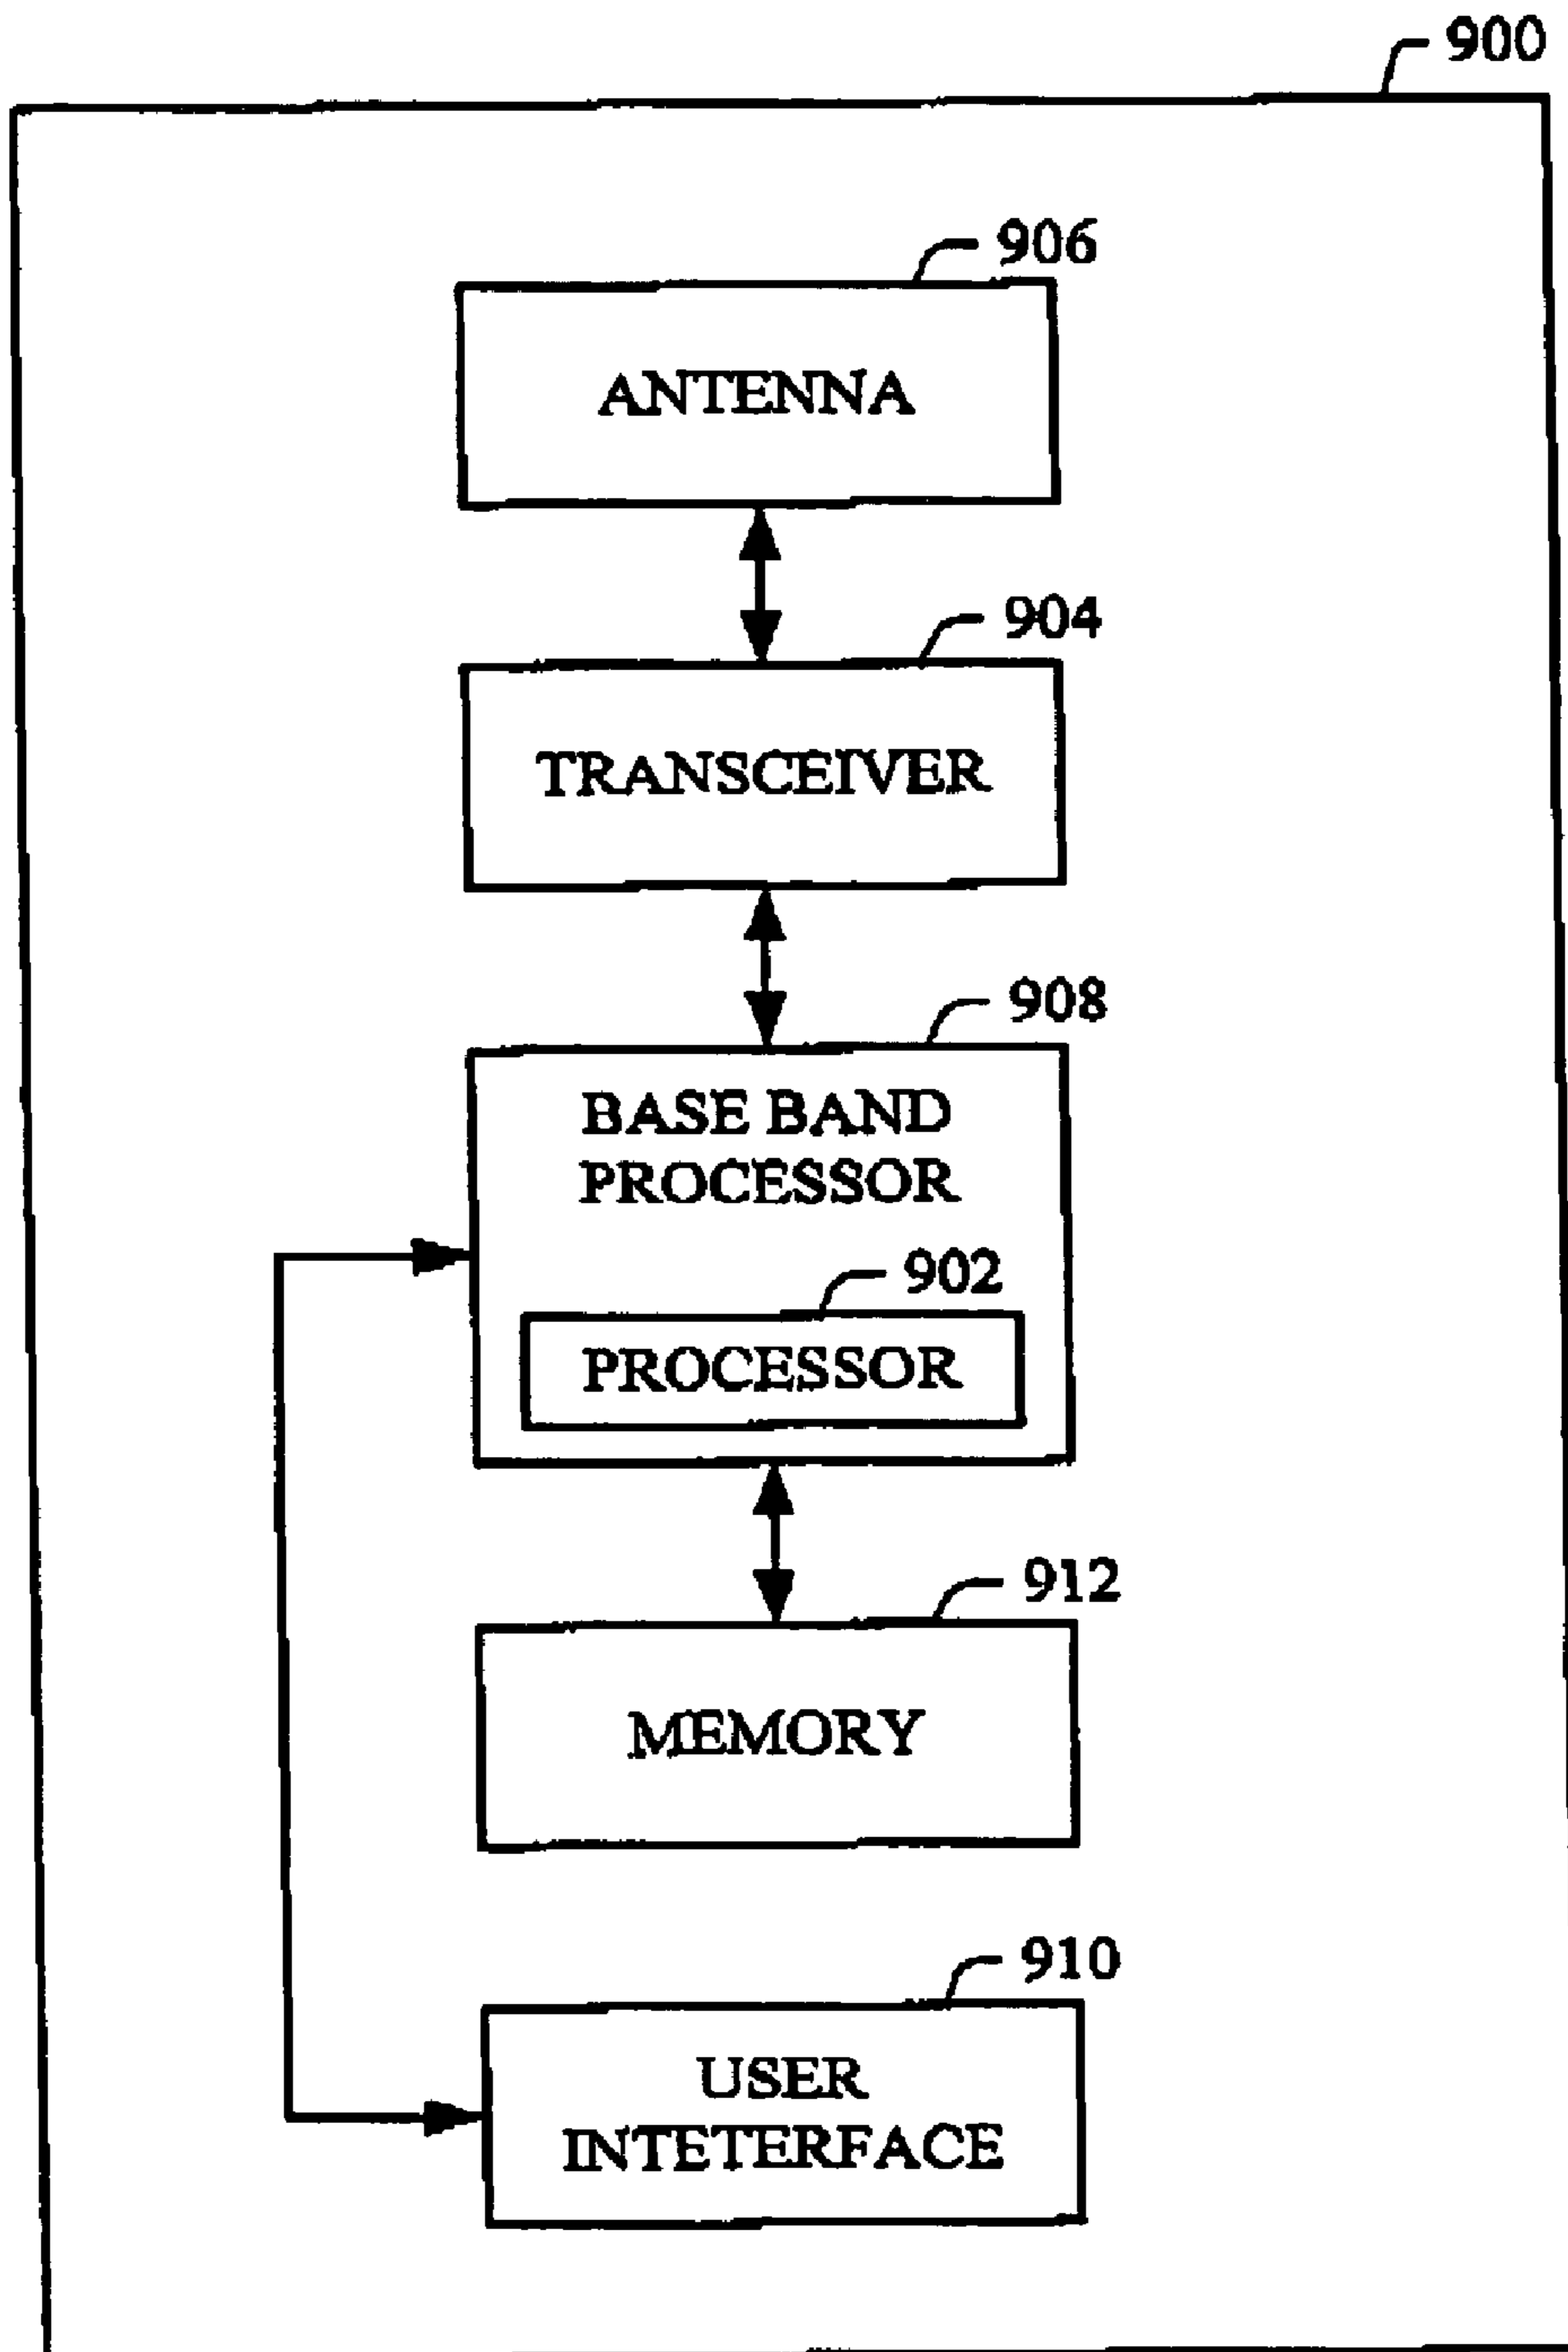 900
906
ANTENNA
904
TRANSCEIVER
908
BASE BAND
PROCESSOR
902
PROCESSOR
912
MEMORY
910
USER
INTETERFACE